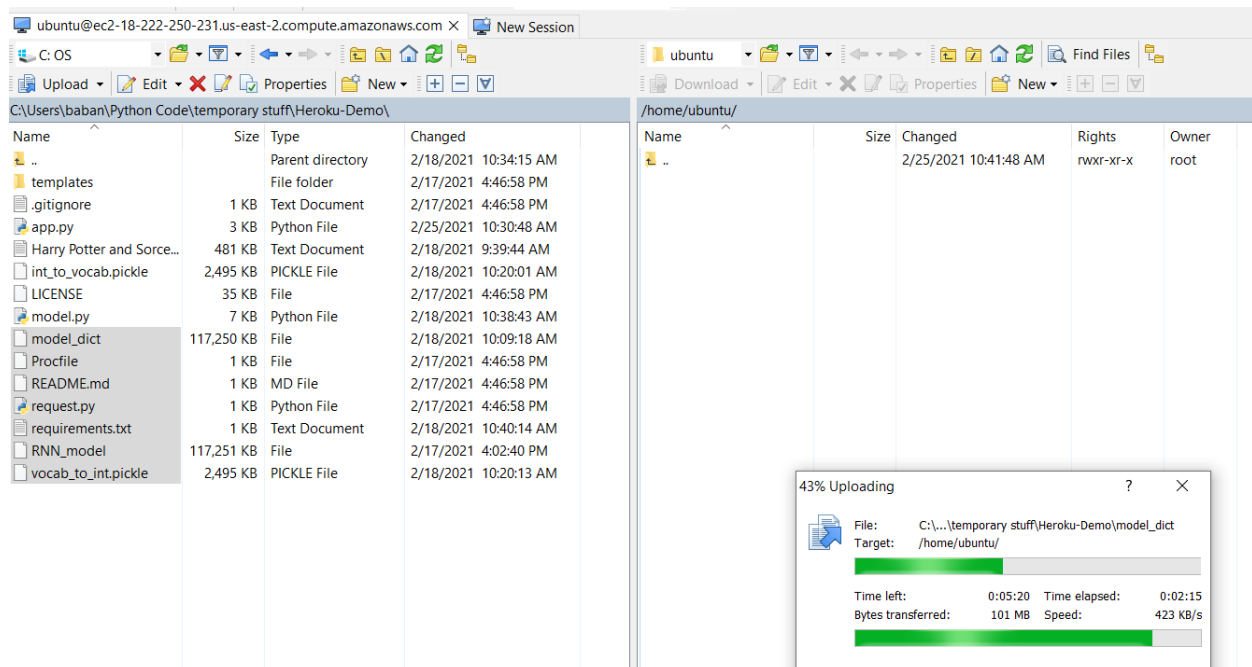 ubuntu@ec2-18-222-250-231.us-east-2.compute.amazonaws.com × New Session
C: OS
ubuntu Find Files
Upload Edit Properties New
Download Edit Properties New
C:\Users\baban\Python Code\temporary stuff\Heroku-Demo\
/home/ubuntu/
Name Size Type Changed
Name Size Changed Rights Owner
.. Parent directory 2/18/2021 10:34:15 AM
.. 2/25/2021 10:41:48 AM rwxr-xr-x root
templates File folder 2/17/2021 4:46:58 PM
.gitignore 1 KB Text Document 2/17/2021 4:46:58 PM
app.py 3 KB Python File 2/25/2021 10:30:48 AM
Harry Potter and Sorce... 481 KB Text Document 2/18/2021 9:39:44 AM
int_to_vocab.pickle 2,495 KB PICKLE File 2/18/2021 10:20:01 AM
LICENSE 35 KB File 2/17/2021 4:46:58 PM
model.py 7 KB Python File 2/18/2021 10:38:43 AM
model_dict 117,250 KB File 2/18/2021 10:09:18 AM
Procfile 1 KB File 2/17/2021 4:46:58 PM
README.md 1 KB MD File 2/17/2021 4:46:58 PM
request.py 1 KB Python File 2/17/2021 4:46:58 PM
requirements.txt 1 KB Text Document 2/18/2021 10:40:14 AM
RNN_model 117,251 KB File 2/17/2021 4:02:40 PM
vocab_to_int.pickle 2,495 KB PICKLE File 2/18/2021 10:20:13 AM
43% Uploading ? ×
File: C:\...\temporary stuff\Heroku-Demo\model_dict
Target: /home/ubuntu/
Time left: 0:05:20 Time elapsed: 0:02:15
Bytes transferred: 101 MB Speed: 423 KB/s